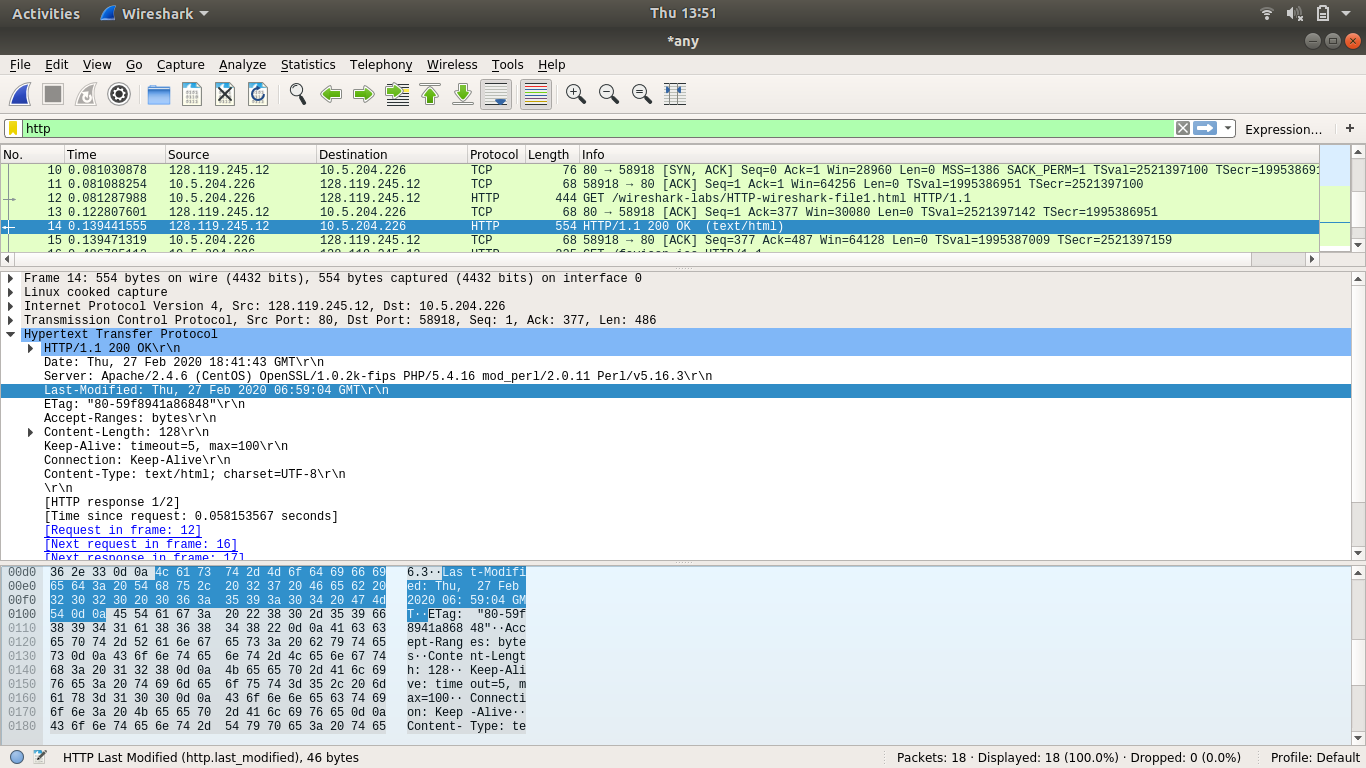 Activities Wireshark Thu 13:51
*any
File Edit View Go Capture Analyze Statistics Telephony Wireless Tools Help
http Expression... +
No. Time Source Destination Protocol Length Info
10 0.081030878 128.119.245.12 10.5.204.226 TCP 76 80 → 58918 [SYN, ACK] Seq=0 Ack=1 Win=28960 Len=0 MSS=1386 SACK_PERM=1 TSval=2521397100 TSecr=199538691
11 0.081088254 10.5.204.226 128.119.245.12 TCP 68 58918 → 80 [ACK] Seq=1 Ack=1 Win=64256 Len=0 TSval=1995386951 TSecr=2521397100
12 0.081287988 10.5.204.226 128.119.245.12 HTTP 444 GET /wireshark-labs/HTTP-wireshark-file1.html HTTP/1.1
13 0.122807601 128.119.245.12 10.5.204.226 TCP 68 80 → 58918 [ACK] Seq=1 Ack=377 Win=30080 Len=0 TSval=2521397142 TSecr=1995386951
14 0.139441555 128.119.245.12 10.5.204.226 HTTP 554 HTTP/1.1 200 OK (text/html)
15 0.139471319 10.5.204.226 128.119.245.12 TCP 68 58918 → 80 [ACK] Seq=377 Ack=487 Win=64128 Len=0 TSval=1995387009 TSecr=2521397159
Frame 14: 554 bytes on wire (4432 bits), 554 bytes captured (4432 bits) on interface 0
Linux cooked capture
Internet Protocol Version 4, Src: 128.119.245.12, Dst: 10.5.204.226
Transmission Control Protocol, Src Port: 80, Dst Port: 58918, Seq: 1, Ack: 377, Len: 486
Hypertext Transfer Protocol
HTTP/1.1 200 OK\r\n
Date: Thu, 27 Feb 2020 18:41:43 GMT\r\n
Server: Apache/2.4.6 (CentOS) OpenSSL/1.0.2k-fips PHP/5.4.16 mod_perl/2.0.11 Perl/v5.16.3\r\n
Last-Modified: Thu, 27 Feb 2020 06:59:04 GMT\r\n
ETag: "80-59f8941a86848"\r\n
Accept-Ranges: bytes\r\n
Content-Length: 128\r\n
Keep-Alive: timeout=5, max=100\r\n
Connection: Keep-Alive\r\n
Content-Type: text/html; charset=UTF-8\r\n
\r\n
[HTTP response 1/2]
[Time since request: 0.058153567 seconds]
[Request in frame: 12]
[Next request in frame: 16]
[Next response in frame: 17]
00d0 36 2e 33 0d 0a 4c 61 73 74 2d 4d 6f 64 69 66 69 6.3··Las t-Modifi
00e0 65 64 3a 20 54 68 75 2c 20 32 37 20 46 65 62 20 ed: Thu, 27 Feb
00f0 32 30 32 30 20 30 36 3a 35 39 3a 30 34 20 47 4d 2020 06: 59:04 GM
0100 54 0d 0a 45 54 61 67 3a 20 22 38 30 2d 35 39 66 T··ETag: "80-59f
0110 38 39 34 31 61 38 36 38 34 38 22 0d 0a 41 63 63 8941a868 48"··Acc
0120 65 70 74 2d 52 61 6e 67 65 73 3a 20 62 79 74 65 ept-Rang es: byte
0130 73 0d 0a 43 6f 6e 74 65 6e 74 2d 4c 65 6e 67 74 s··Conte nt-Lengt
0140 68 3a 20 31 32 38 0d 0a 4b 65 65 70 2d 41 6c 69 h: 128·· Keep-Ali
0150 76 65 3a 20 74 69 6d 65 6f 75 74 3d 35 2c 20 6d ve: time out=5, m
0160 61 78 3d 31 30 30 0d 0a 43 6f 6e 6e 65 63 74 69 ax=100·· Connecti
0170 6f 6e 3a 20 4b 65 65 70 2d 41 6c 69 76 65 0d 0a on: Keep -Alive··
0180 43 6f 6e 74 65 6e 74 2d 54 79 70 65 3a 20 74 65 Content- Type: te
HTTP Last Modified (http.last_modified), 46 bytes Packets: 18 · Displayed: 18 (100.0%) · Dropped: 0 (0.0%) Profile: Default